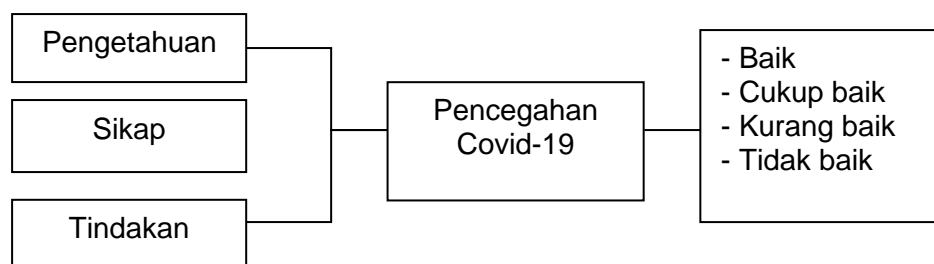 Pengetahuan
Sikap
Tindakan
Pencegahan
Covid-19
- Baik
- Cukup baik
- Kurang baik
- Tidak baik